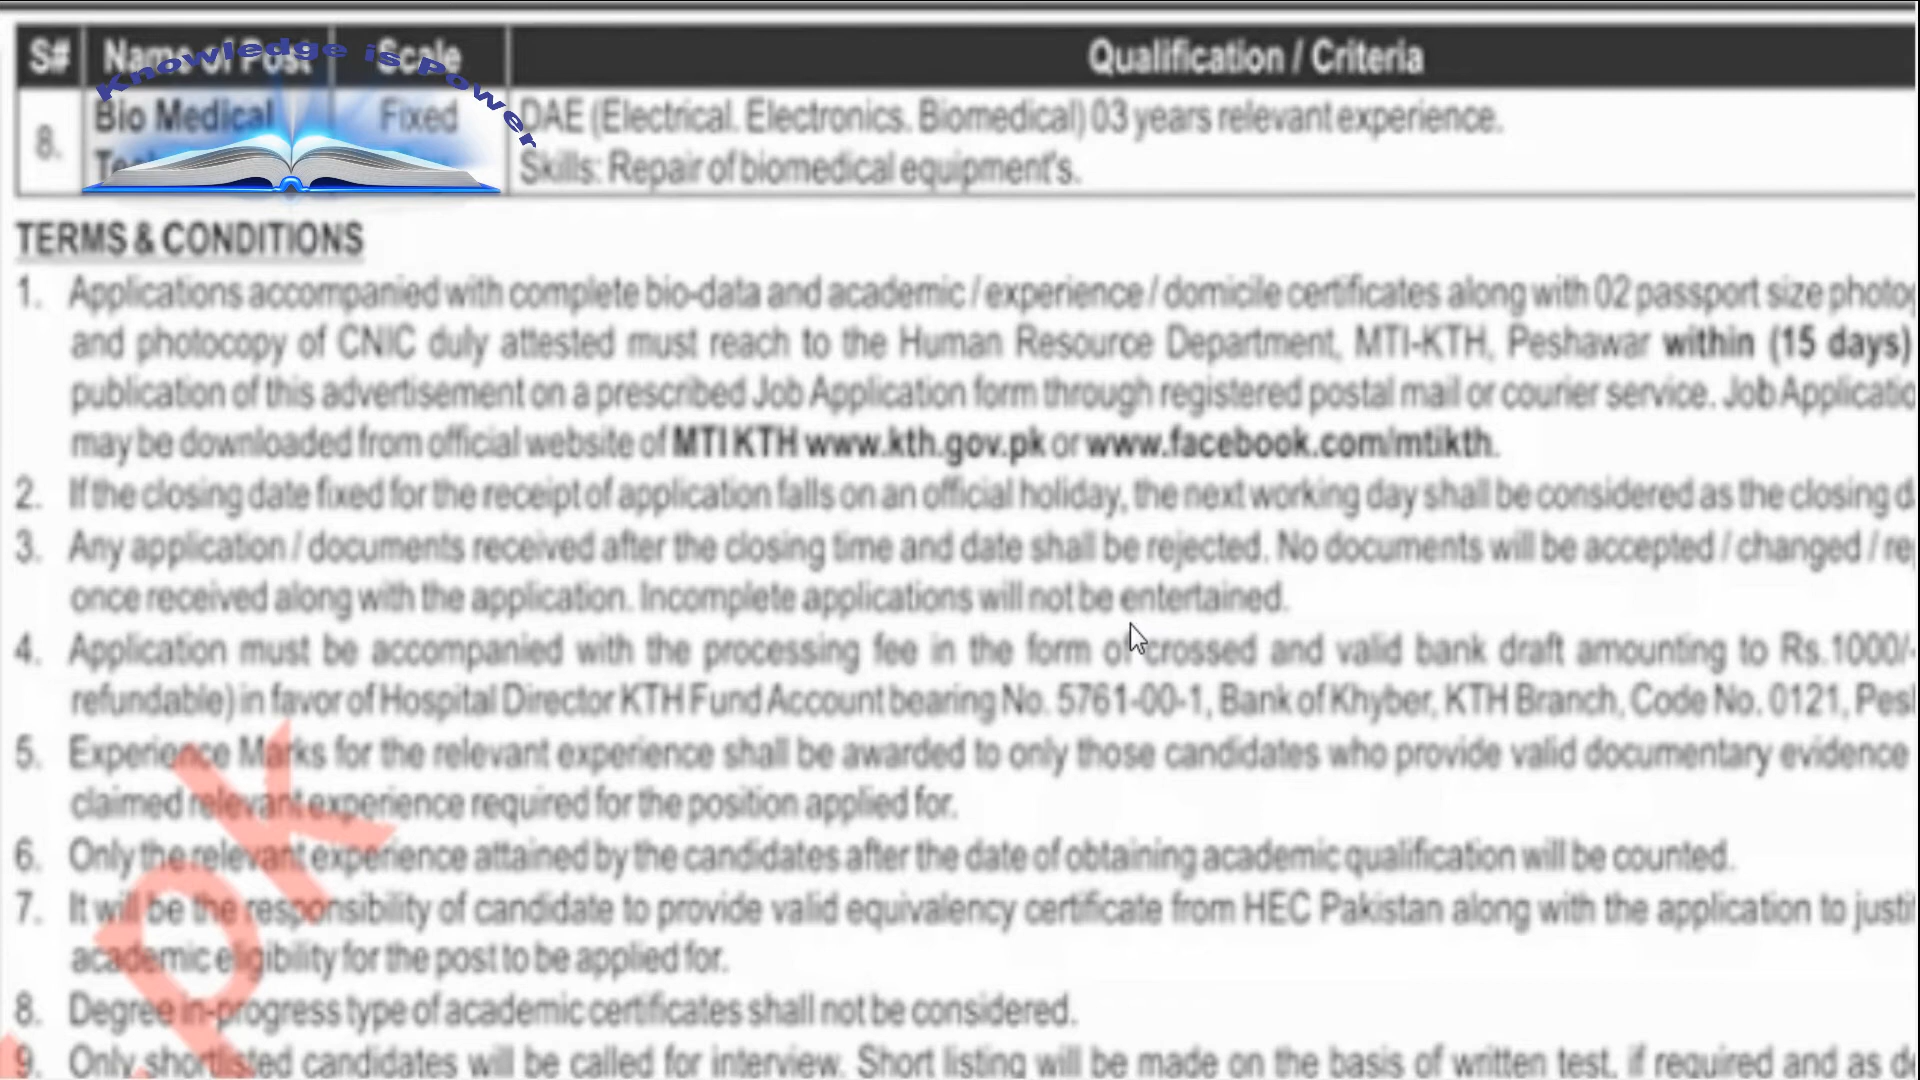 S# Name of Post Scale Qualification / Criteria
Knowledge is Power
8. Bio Medical Fixed DAE (Electrical. Electronics. Biomedical) 03 years relevant experience.
Skills: Repair of biomedical equipment's.
TERMS & CONDITIONS
1. Applications accompanied with complete bio-data and academic / experience / domicile certificates along with 02 passport size
and photocopy of CNIC duly attested must reach to the Human Resource Department, MTI-KTH, Peshawar within (15 days)
publication of this advertisement on a prescribed Job Application form through registered postal mail or courier service. Job
may be downloaded from official website of MTI KTH www.kth.gov.pk or www.facebook.com/mtikth.
2. If the closing date fixed for the receipt of application falls on an official holiday, the next working day shall be considered as the closing
3. Any application / documents received after the closing time and date shall be rejected. No documents will be accepted / changed /
once received along with the application. Incomplete applications will not be entertained.
4. Application must be accompanied with the processing fee in the form of crossed and valid bank draft amounting to Rs.1000/-
refundable) in favor of Hospital Director KTH Fund Account bearing No. 5761-00-1, Bank of Khyber, KTH Branch, Code No. 0121,
5. Experience Marks for the relevant experience shall be awarded to only those candidates who provide valid documentary evidence
claimed relevant experience required for the position applied for.
6. Only the relevant experience attained by the candidates after the date of obtaining academic qualification will be counted.
7. It will be the responsibility of candidate to provide valid equivalency certificate from HEC Pakistan along with the application to
academic eligibility for the post to be applied for.
8. Degree in-progress type of academic certificates shall not be considered.
9. Only shortlisted candidates will be called for interview. Short listing will be made on the basis of written test, if required and as
.pk